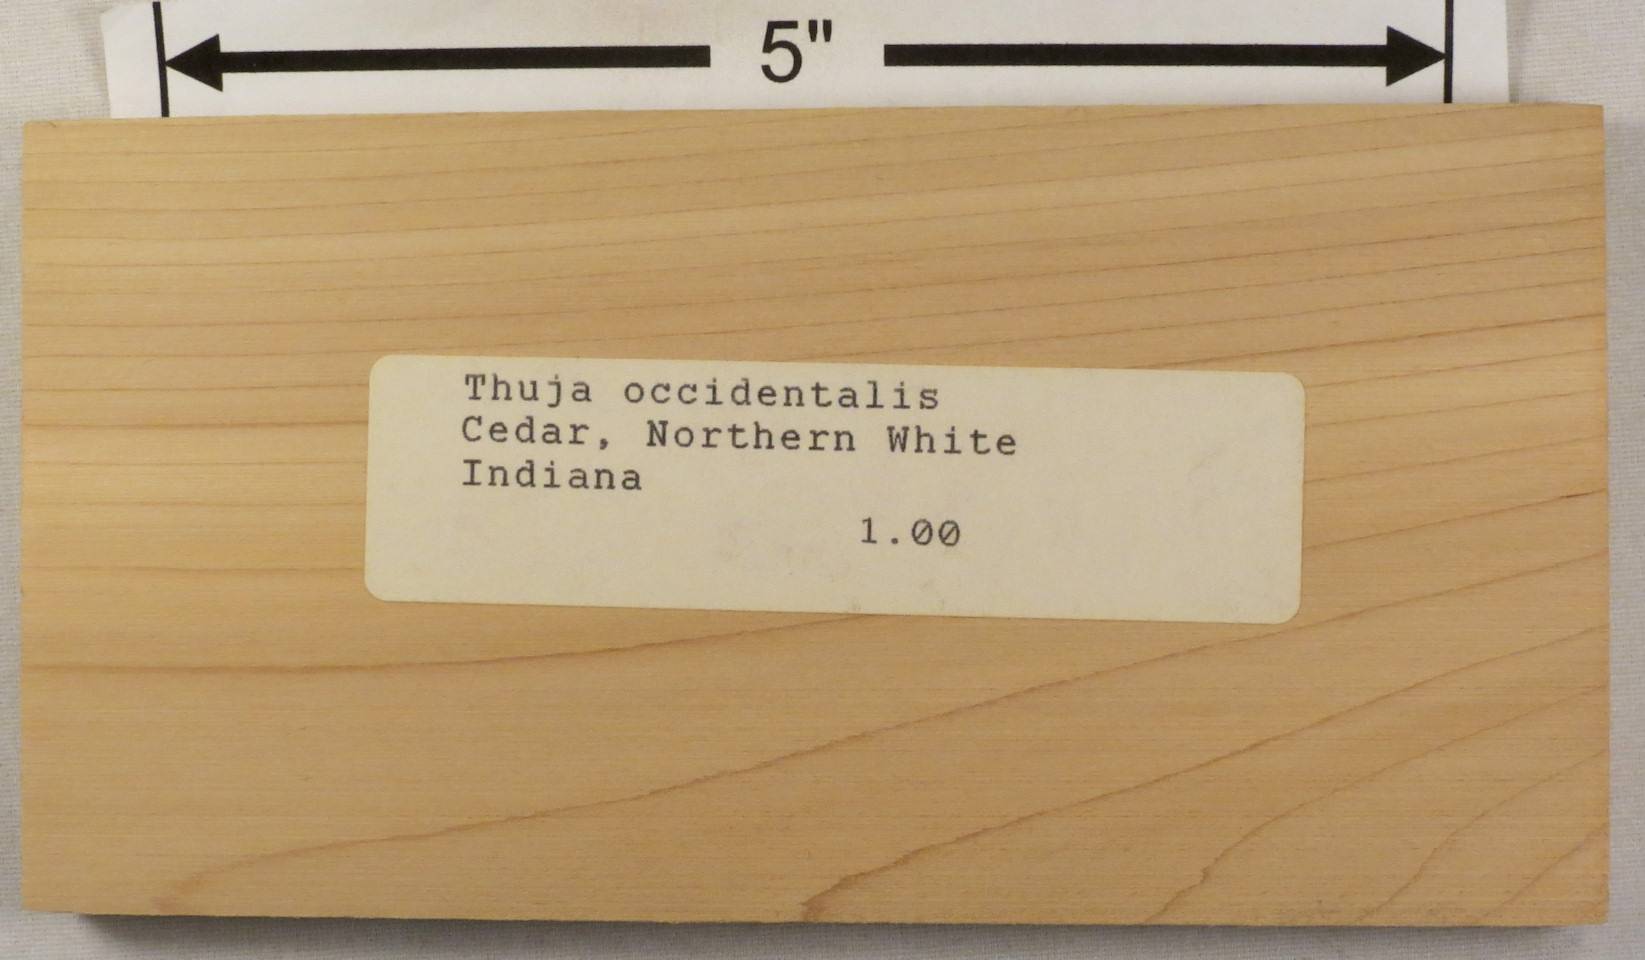 5"
Thuja occidentalis
Cedar, Northern White
Indiana
1.00